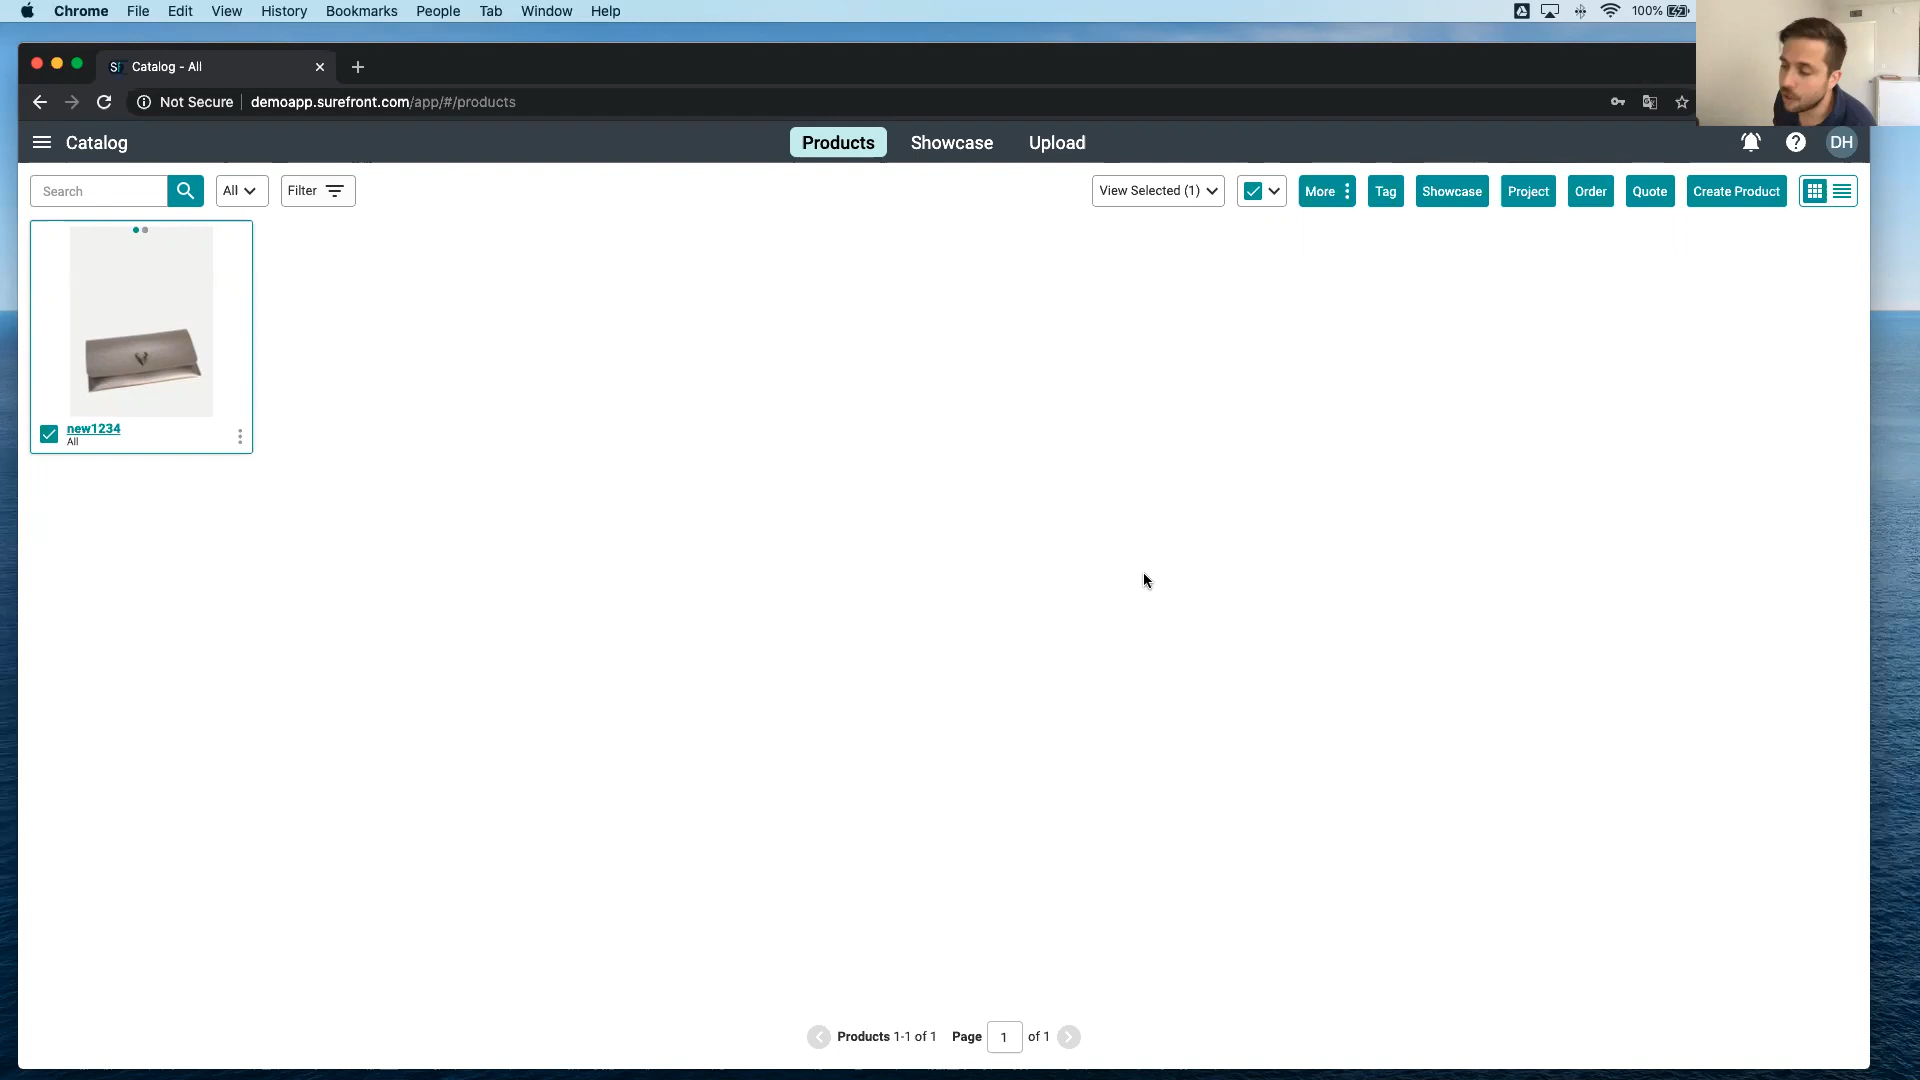 Chrome File Edit View History Bookmarks People Tab Window Help 100%
Catalog - All
Not Secure demoapp.surefront.com/app/#/products
Catalog Products Showcase Upload DH
Search All Filter View Selected (1) More Tag Showcase Project Order Quote Create Product
new1234
All
Products 1-1 of 1 Page 1 of 1